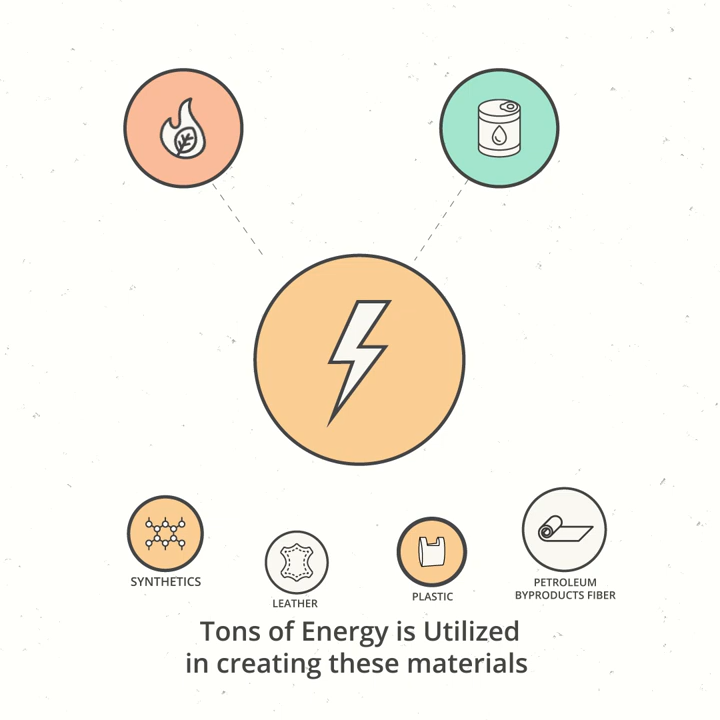 SYNTHETICS
LEATHER
PLASTIC
PETROLEUM
BYPRODUCTS FIBER
Tons of Energy is Utilized
in creating these materials